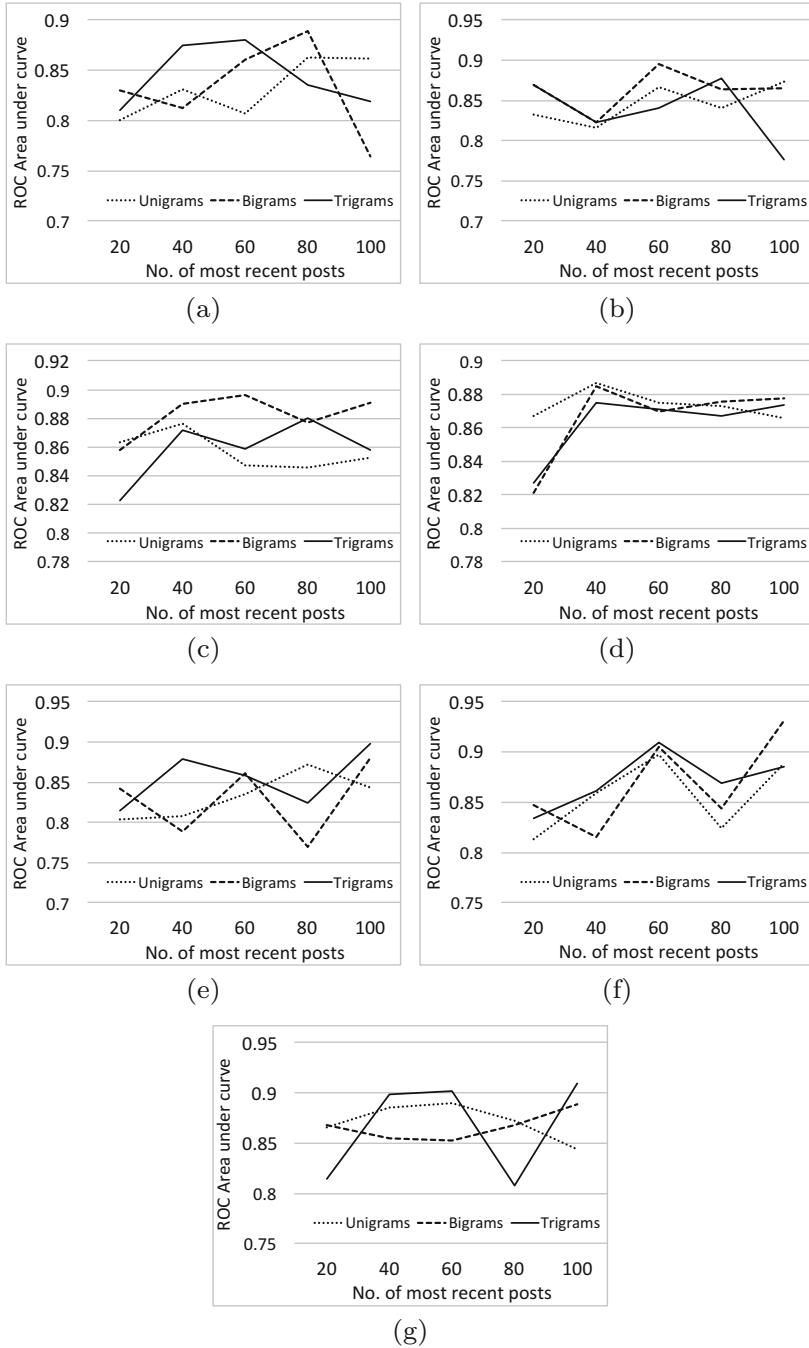 0.9
0.85
0.8
0.75
0.7
ROC Area under curve
Unigrams Bigrams Trigrams
20 40 60 80 100
No. of most recent posts
(a)
0.95
0.9
0.85
0.8
0.75
0.7
ROC Area under curve
Unigrams Bigrams Trigrams
20 40 60 80 100
No. of most recent posts
(b)
0.92
0.9
0.88
0.86
0.84
0.82
0.8
0.78
ROC Area under curve
Unigrams Bigrams Trigrams
20 40 60 80 100
No. of most recent posts
(c)
0.9
0.88
0.86
0.84
0.82
0.8
0.78
ROC Area under curve
Unigrams Bigrams Trigrams
20 40 60 80 100
No. of most recent posts
(d)
0.95
0.9
0.85
0.8
0.75
0.7
ROC Area under curve
Unigrams Bigrams Trigrams
20 40 60 80 100
No. of most recent posts
(e)
0.95
0.9
0.85
0.8
0.75
ROC Area under curve
Unigrams Bigrams Trigrams
20 40 60 80 100
No. of most recent posts
(f)
0.95
0.9
0.85
0.8
0.75
ROC Area under curve
Unigrams Bigrams Trigrams
20 40 60 80 100
No. of most recent posts
(g)